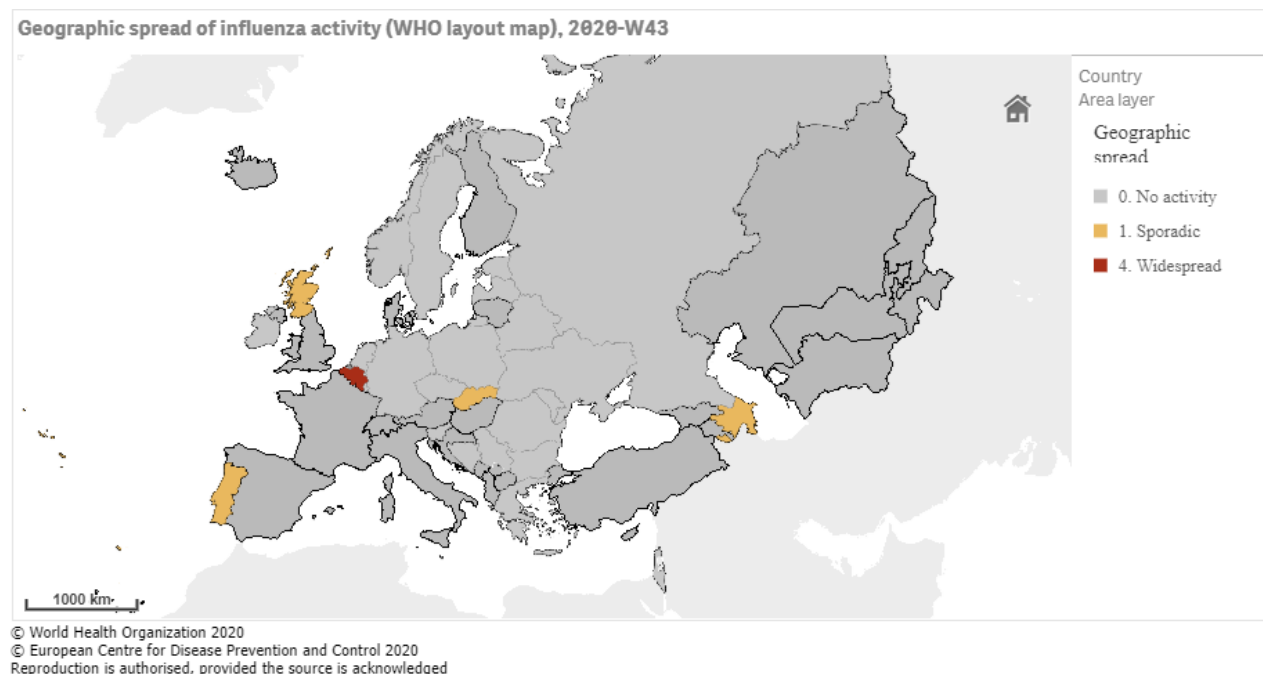 Geographic spread of influenza activity (WHO layout map), 2020-W43
Country
Area layer
Geographic
spread
0. No activity
1. Sporadic
4. Widespread
1000 km
© World Health Organization 2020
© European Centre for Disease Prevention and Control 2020
Reproduction is authorised, provided the source is acknowledged